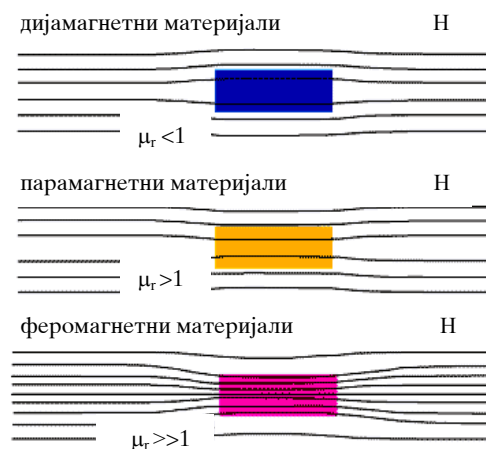 дијамагнетни материјали H
μr <1
парамагнетни материјали H
μr >1
феромагнетни материјали H
μr >>1